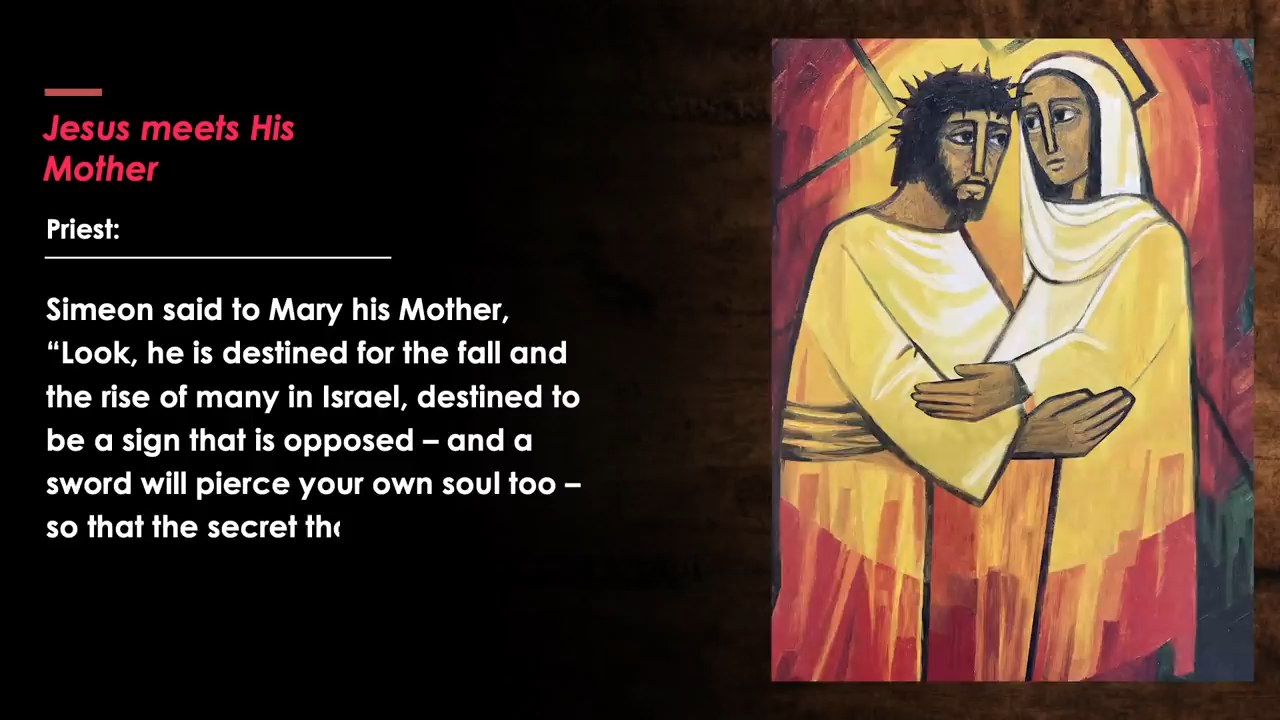 Jesus meets His
Mother
Priest:
Simeon said to Mary his Mother,
“Look, he is destined for the fall and
the rise of many in Israel, destined to
be a sign that is opposed – and a
sword will pierce your own soul too –
so that the secret